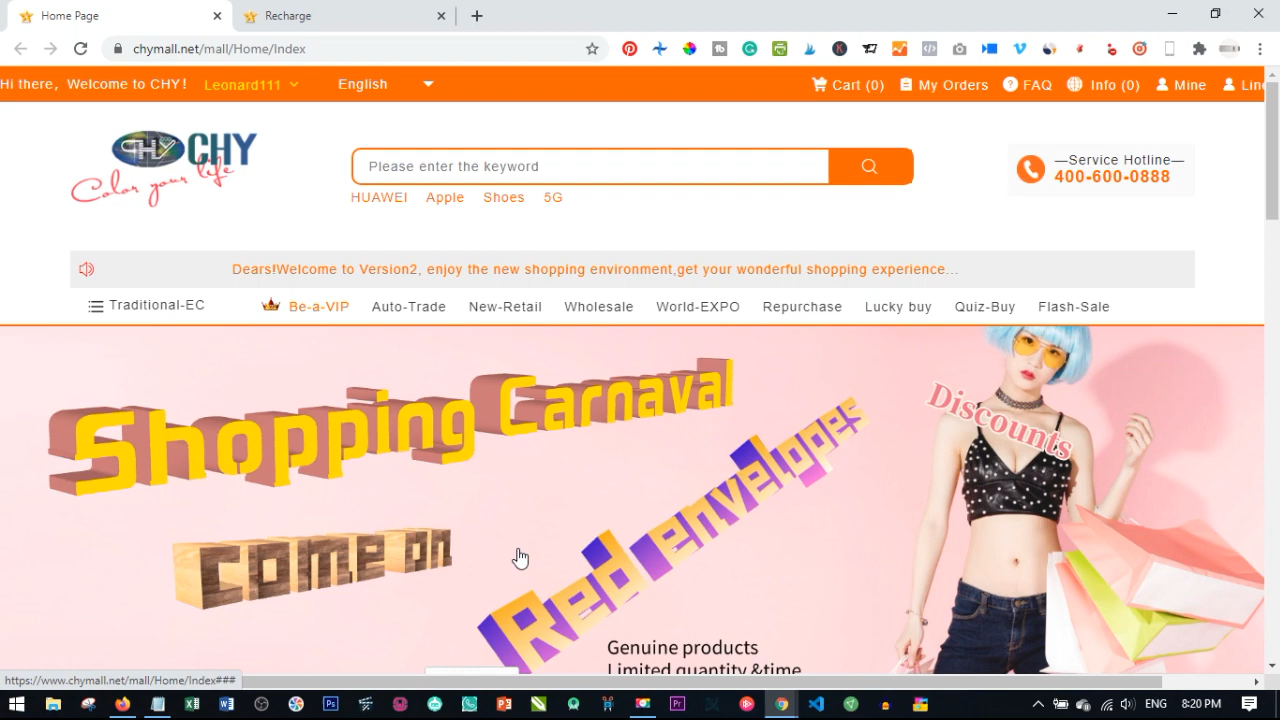 Home Page
Recharge
chymall.net/mall/Home/Index
Hi there, Welcome to CHY!
Leonard111
English
Cart (0)
My Orders
FAQ
Info (0)
Mine
Line
CHY CHY
Color your life
Please enter the keyword
—Service Hotline—
400-600-0888
HUAWEI Apple Shoes 5G
Dears!Welcome to Version2, enjoy the new shopping environment,get your wonderful shopping experience...
Traditional-EC
Be-a-VIP
Auto-Trade
New-Retail
Wholesale
World-EXPO
Repurchase
Lucky buy
Quiz-Buy
Flash-Sale
Shopping Carnaval
Discounts
Red envelopes
come on
Genuine products
Limited quantity &time
https://www.chymall.net/mall/Home/Index###
ENG
8:20 PM